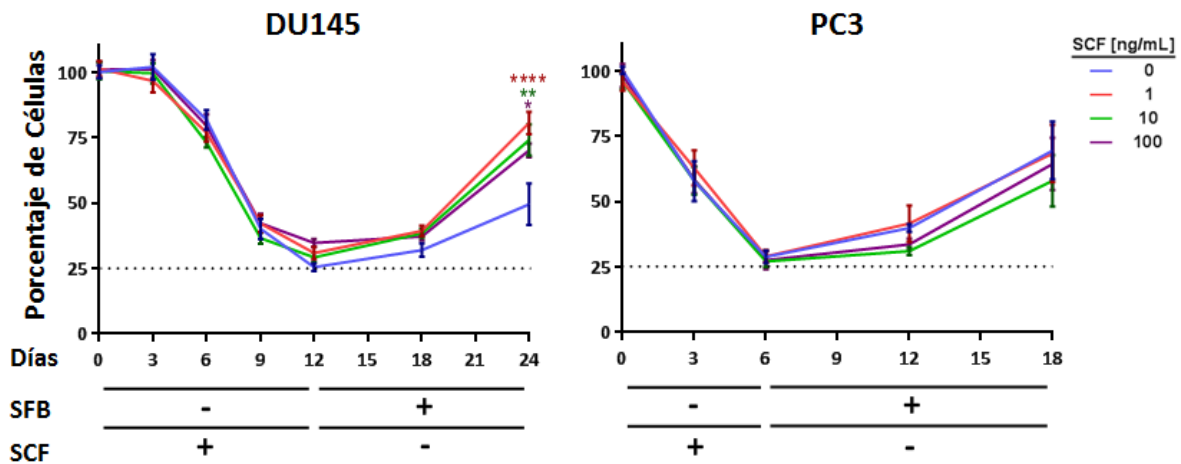 DU145
PC3
Porcentaje de Células
100
75
50
25
0
****
**
*
0 3 6 9 12 15 18 21 24
Días
SFB - +
SCF + -
100
75
50
25
0
0 3 6 9 12 15 18
- +
+ -
SCF [ng/mL]
0
1
10
100